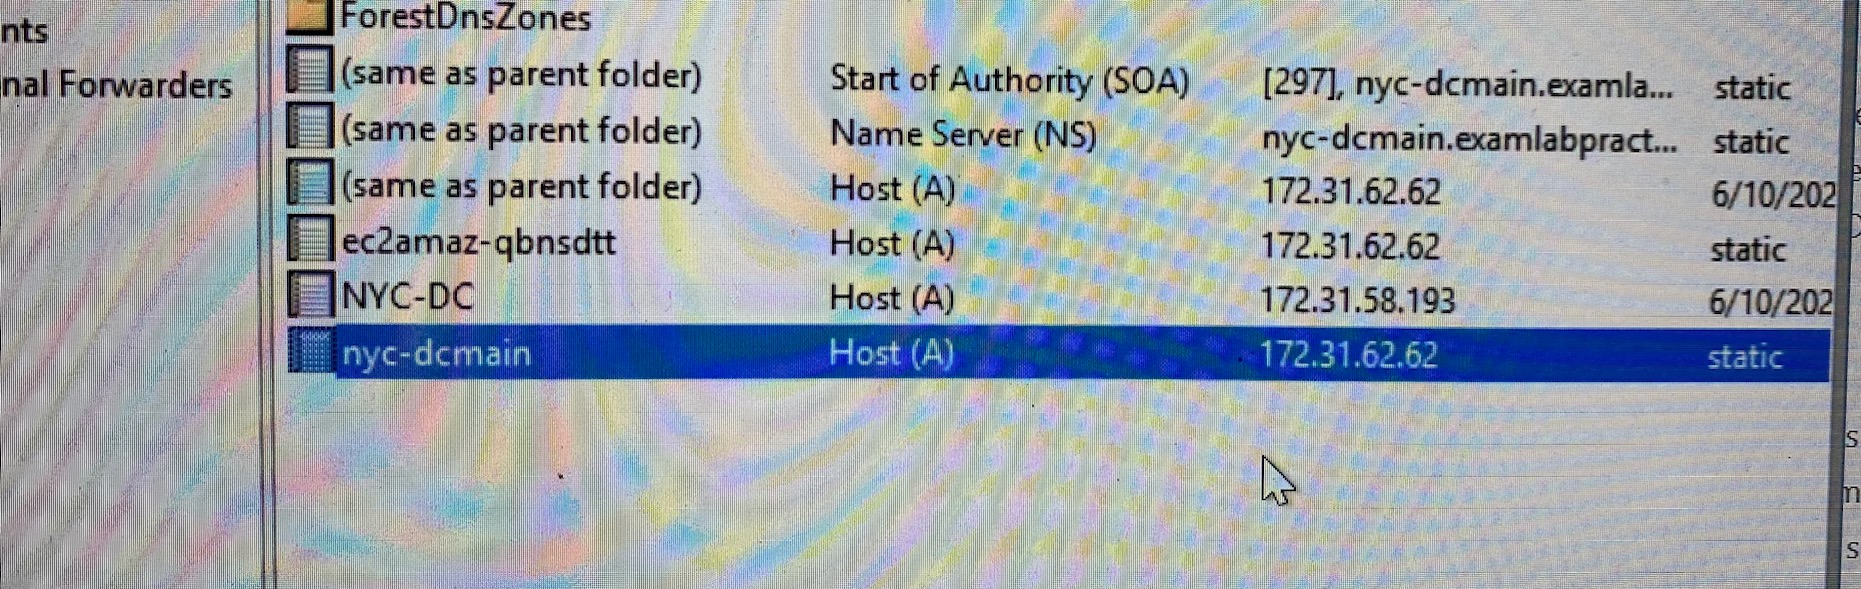 nts
nal Forwarders
ForestDnsZones
(same as parent folder) Start of Authority (SOA) [297], nyc-dcmain.examla... static
(same as parent folder) Name Server (NS) nyc-dcmain.examlabpract... static
(same as parent folder) Host (A) 172.31.62.62 6/10/202
ec2amaz-qbnsdtt Host (A) 172.31.62.62 static
NYC-DC Host (A) 172.31.58.193 6/10/202
nyc-dcmain Host (A) 172.31.62.62 static
s
m
s